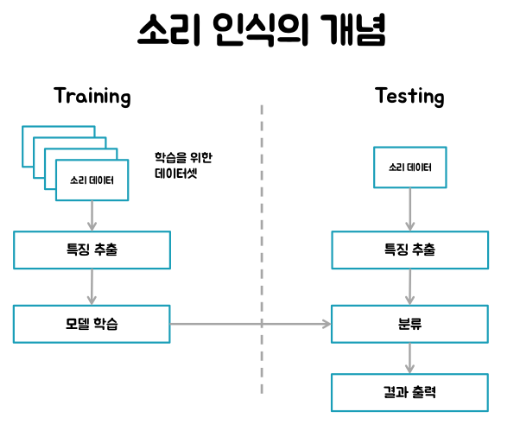 소리 인식의 개념
Training
Testing
소리 데이터
학습을 위한
데이터셋
소리 데이터
특징 추출
특징 추출
모델 학습
분류
결과 출력